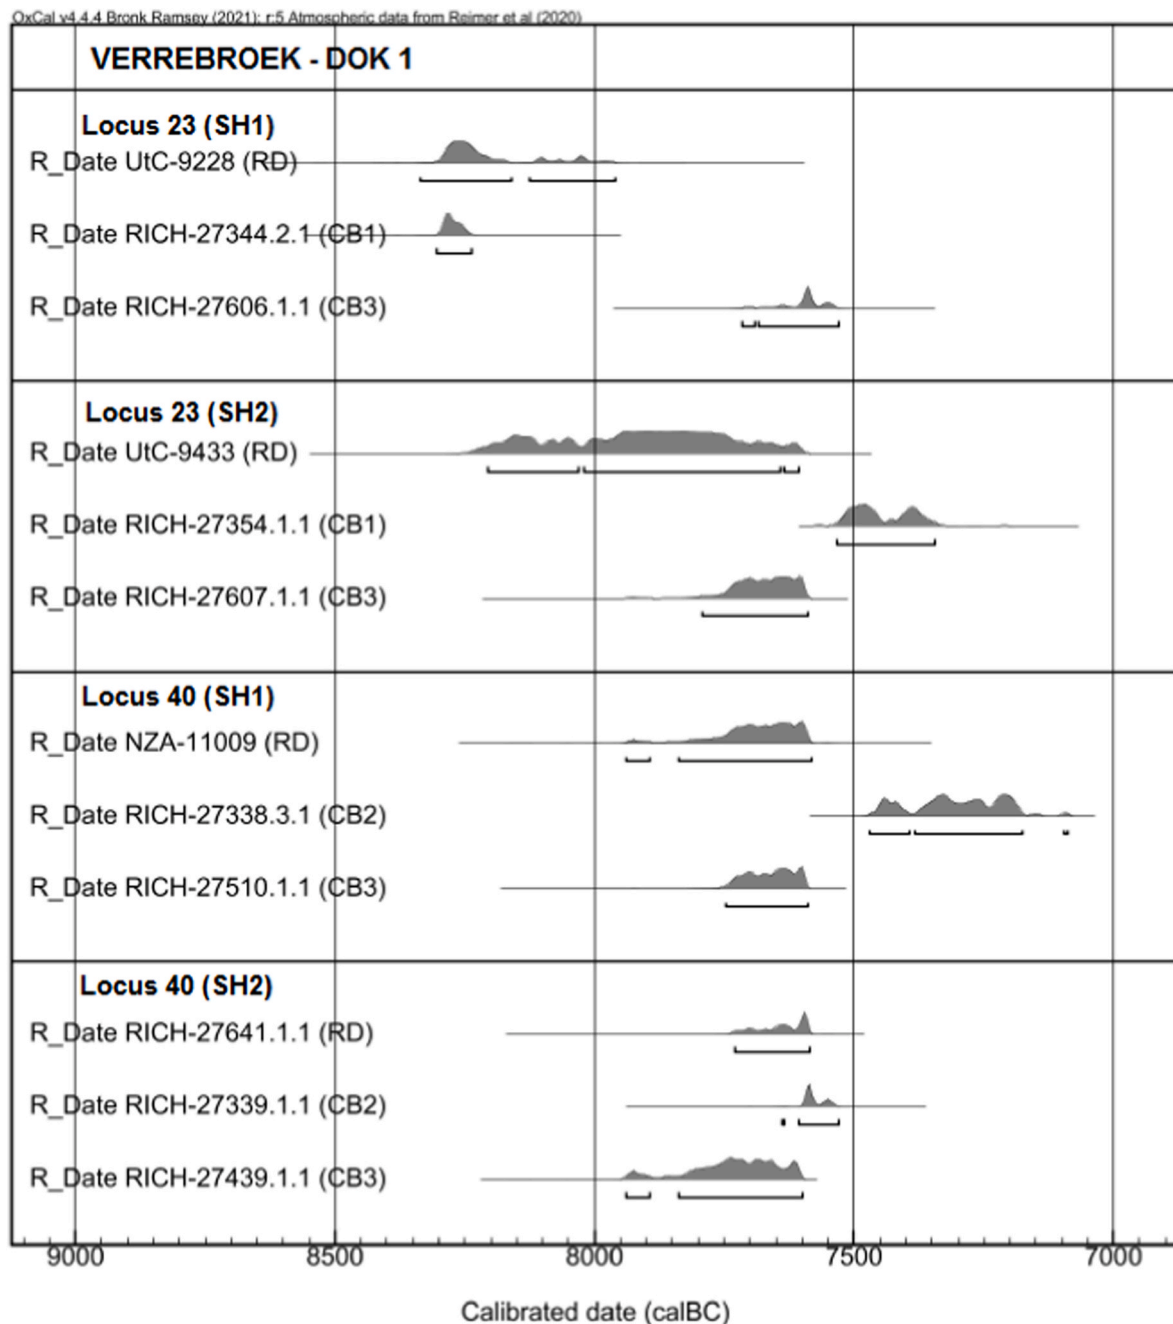 OxCal v4.4.4 Bronk Ramsey (2021); r:5 Atmospheric data from Reimer et al (2020)
VERREBROEK - DOK 1
Locus 23 (SH1)
R_Date UtC-9228 (RD)
R_Date RICH-27344.2.1 (CB1)
R_Date RICH-27606.1.1 (CB3)
Locus 23 (SH2)
R_Date UtC-9433 (RD)
R_Date RICH-27354.1.1 (CB1)
R_Date RICH-27607.1.1 (CB3)
Locus 40 (SH1)
R_Date NZA-11009 (RD)
R_Date RICH-27338.3.1 (CB2)
R_Date RICH-27510.1.1 (CB3)
Locus 40 (SH2)
R_Date RICH-27641.1.1 (RD)
R_Date RICH-27339.1.1 (CB2)
R_Date RICH-27439.1.1 (CB3)
9000 8500 8000 7500 7000
Calibrated date (calBC)